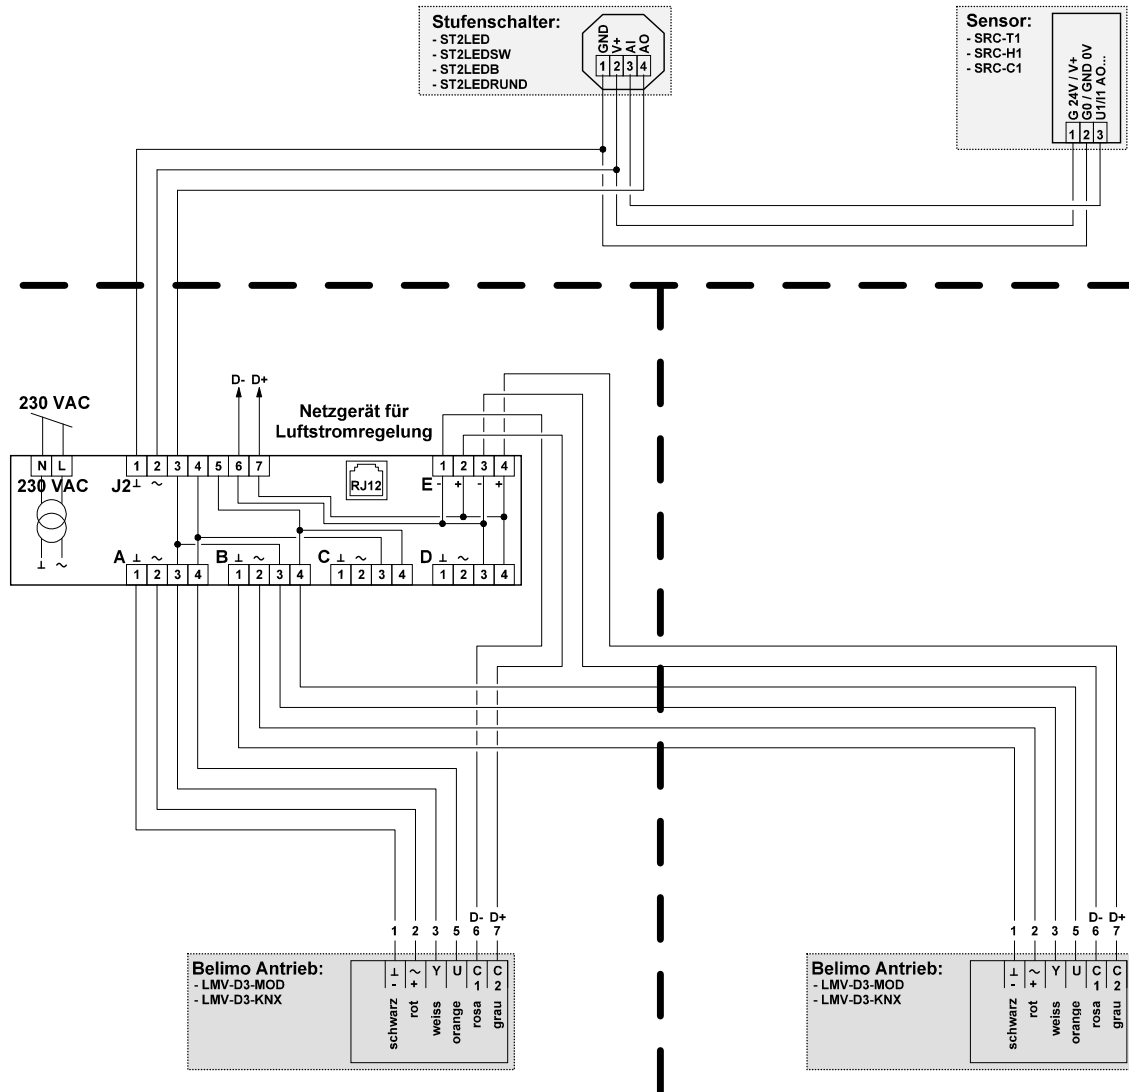 Stufenschalter:
- ST2LED
- ST2LEDSW
- ST2LEDB
- ST2LEDRUND
GND
V+
AI
AO
1 2 3 4
Sensor:
- SRC-T1
- SRC-H1
- SRC-C1
G 24V / V+
G0 / GND 0V
U1/I1 AO...
1 2 3
230 VAC
D- D+
Netzgerät für
Luftstromregelung
N L
1 2 3 4 5 6 7
RJ12
1 2 3 4
230 VAC
J2 ⊥ ~
E - + - +
⊥ ~
A ⊥ ~
B ⊥ ~
C ⊥ ~
D ⊥ ~
1 2 3 4
1 2 3 4
1 2 3 4
1 2 3 4
D- D+
1 2 3 5 6 7
Belimo Antrieb:
- LMV-D3-MOD
- LMV-D3-KNX
⊥ ~ Y U C C
- + 1 2
schwarz
rot
weiss
orange
rosa
grau
D- D+
1 2 3 5 6 7
Belimo Antrieb:
- LMV-D3-MOD
- LMV-D3-KNX
⊥ ~ Y U C C
- + 1 2
schwarz
rot
weiss
orange
rosa
grau